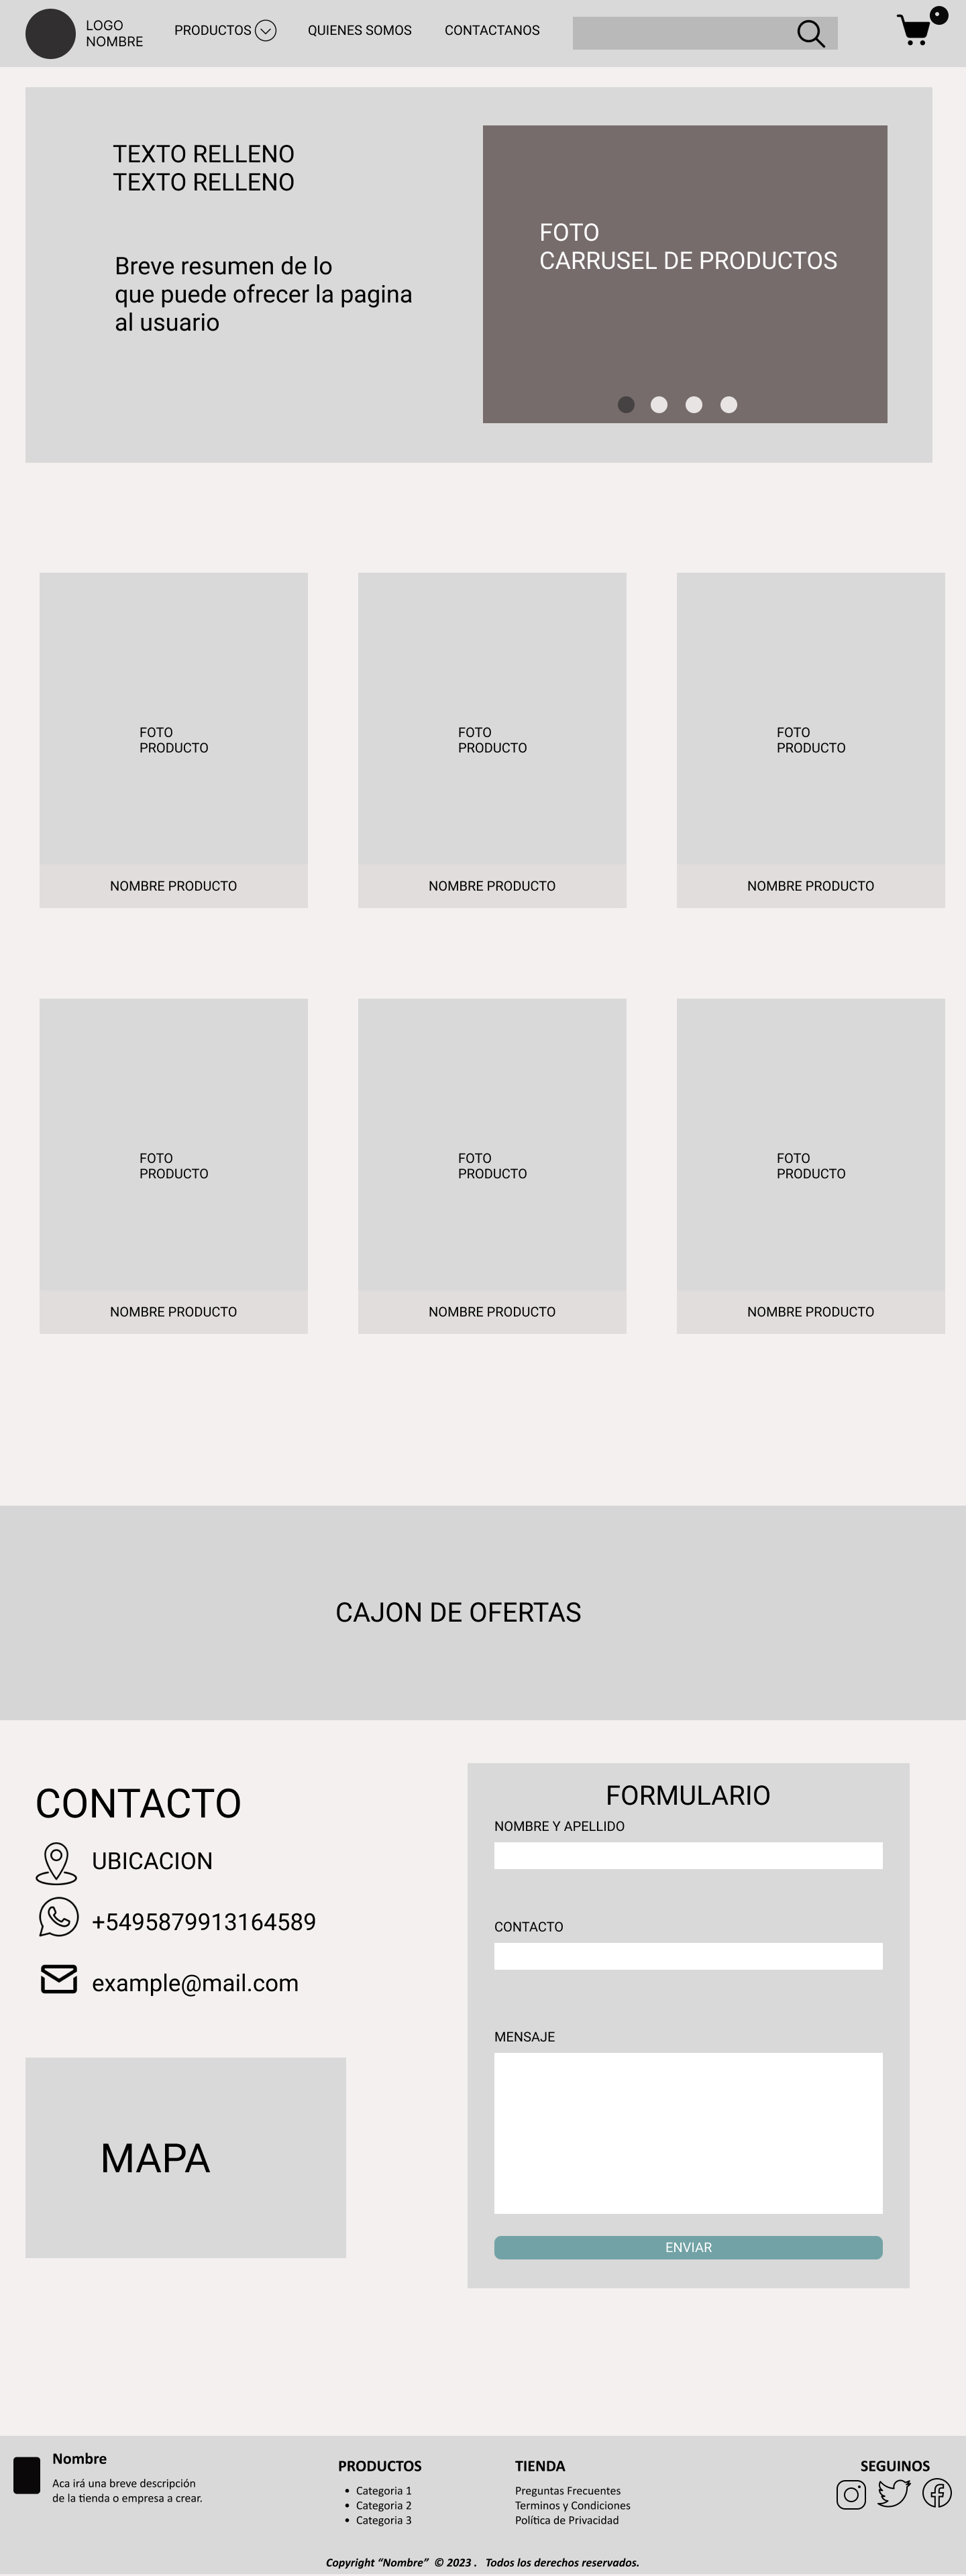 LOGO
NOMBRE
PRODUCTOS
QUIENES SOMOS
CONTACTANOS
TEXTO RELLENO
TEXTO RELLENO
Breve resumen de lo
que puede ofrecer la pagina
al usuario
FOTO
CARRUSEL DE PRODUCTOS
FOTO
PRODUCTO
NOMBRE PRODUCTO
FOTO
PRODUCTO
NOMBRE PRODUCTO
FOTO
PRODUCTO
NOMBRE PRODUCTO
FOTO
PRODUCTO
NOMBRE PRODUCTO
FOTO
PRODUCTO
NOMBRE PRODUCTO
FOTO
PRODUCTO
NOMBRE PRODUCTO
CAJON DE OFERTAS
CONTACTO
UBICACION
+5495879913164589
example@mail.com
MAPA
FORMULARIO
NOMBRE Y APELLIDO
CONTACTO
MENSAJE
ENVIAR
Nombre
Aca irá una breve descripción
de la tienda o empresa a crear.
PRODUCTOS
• Categoria 1
• Categoria 2
• Categoria 3
TIENDA
Preguntas Frecuentes
Terminos y Condiciones
Política de Privacidad
SEGUINOS
Copyright “Nombre” © 2023 . Todos los derechos reservados.